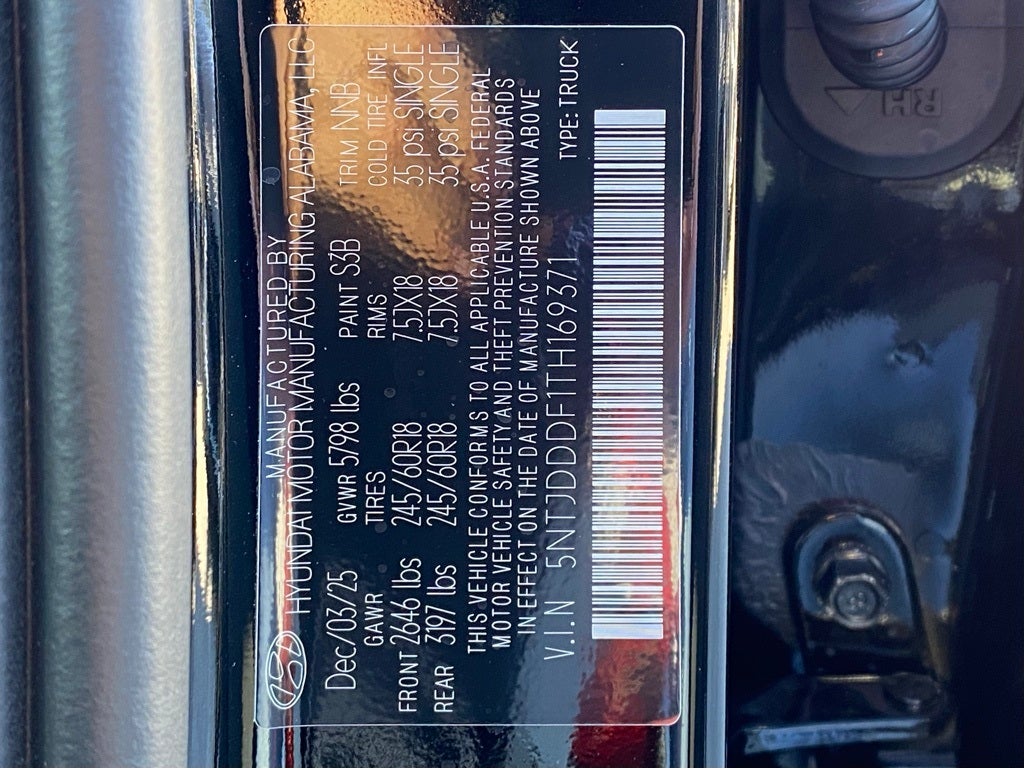 MANUFACTURED BY
HYUNDAI MOTOR MANUFACTURING ALABAMA, LLC
Dec/03/25 GVWR 5798 lbs PAINT S3B TRIM NNB
GAWR TIRES RIMS COLD TIRE INFL
FRONT 2646 lbs 245/60R18 7.5JX18 35 psi SINGLE
REAR 3197 lbs 245/60R18 7.5JX18 35 psi SINGLE
THIS VEHICLE CONFORMS TO ALL APPLICABLE U.S.A. FEDERAL
MOTOR VEHICLE SAFETY AND THEFT PREVENTION STANDARDS
IN EFFECT ON THE DATE OF MANUFACTURE SHOWN ABOVE
V.I.N 5NTJDDDF1TH169371 TYPE: TRUCK
RH